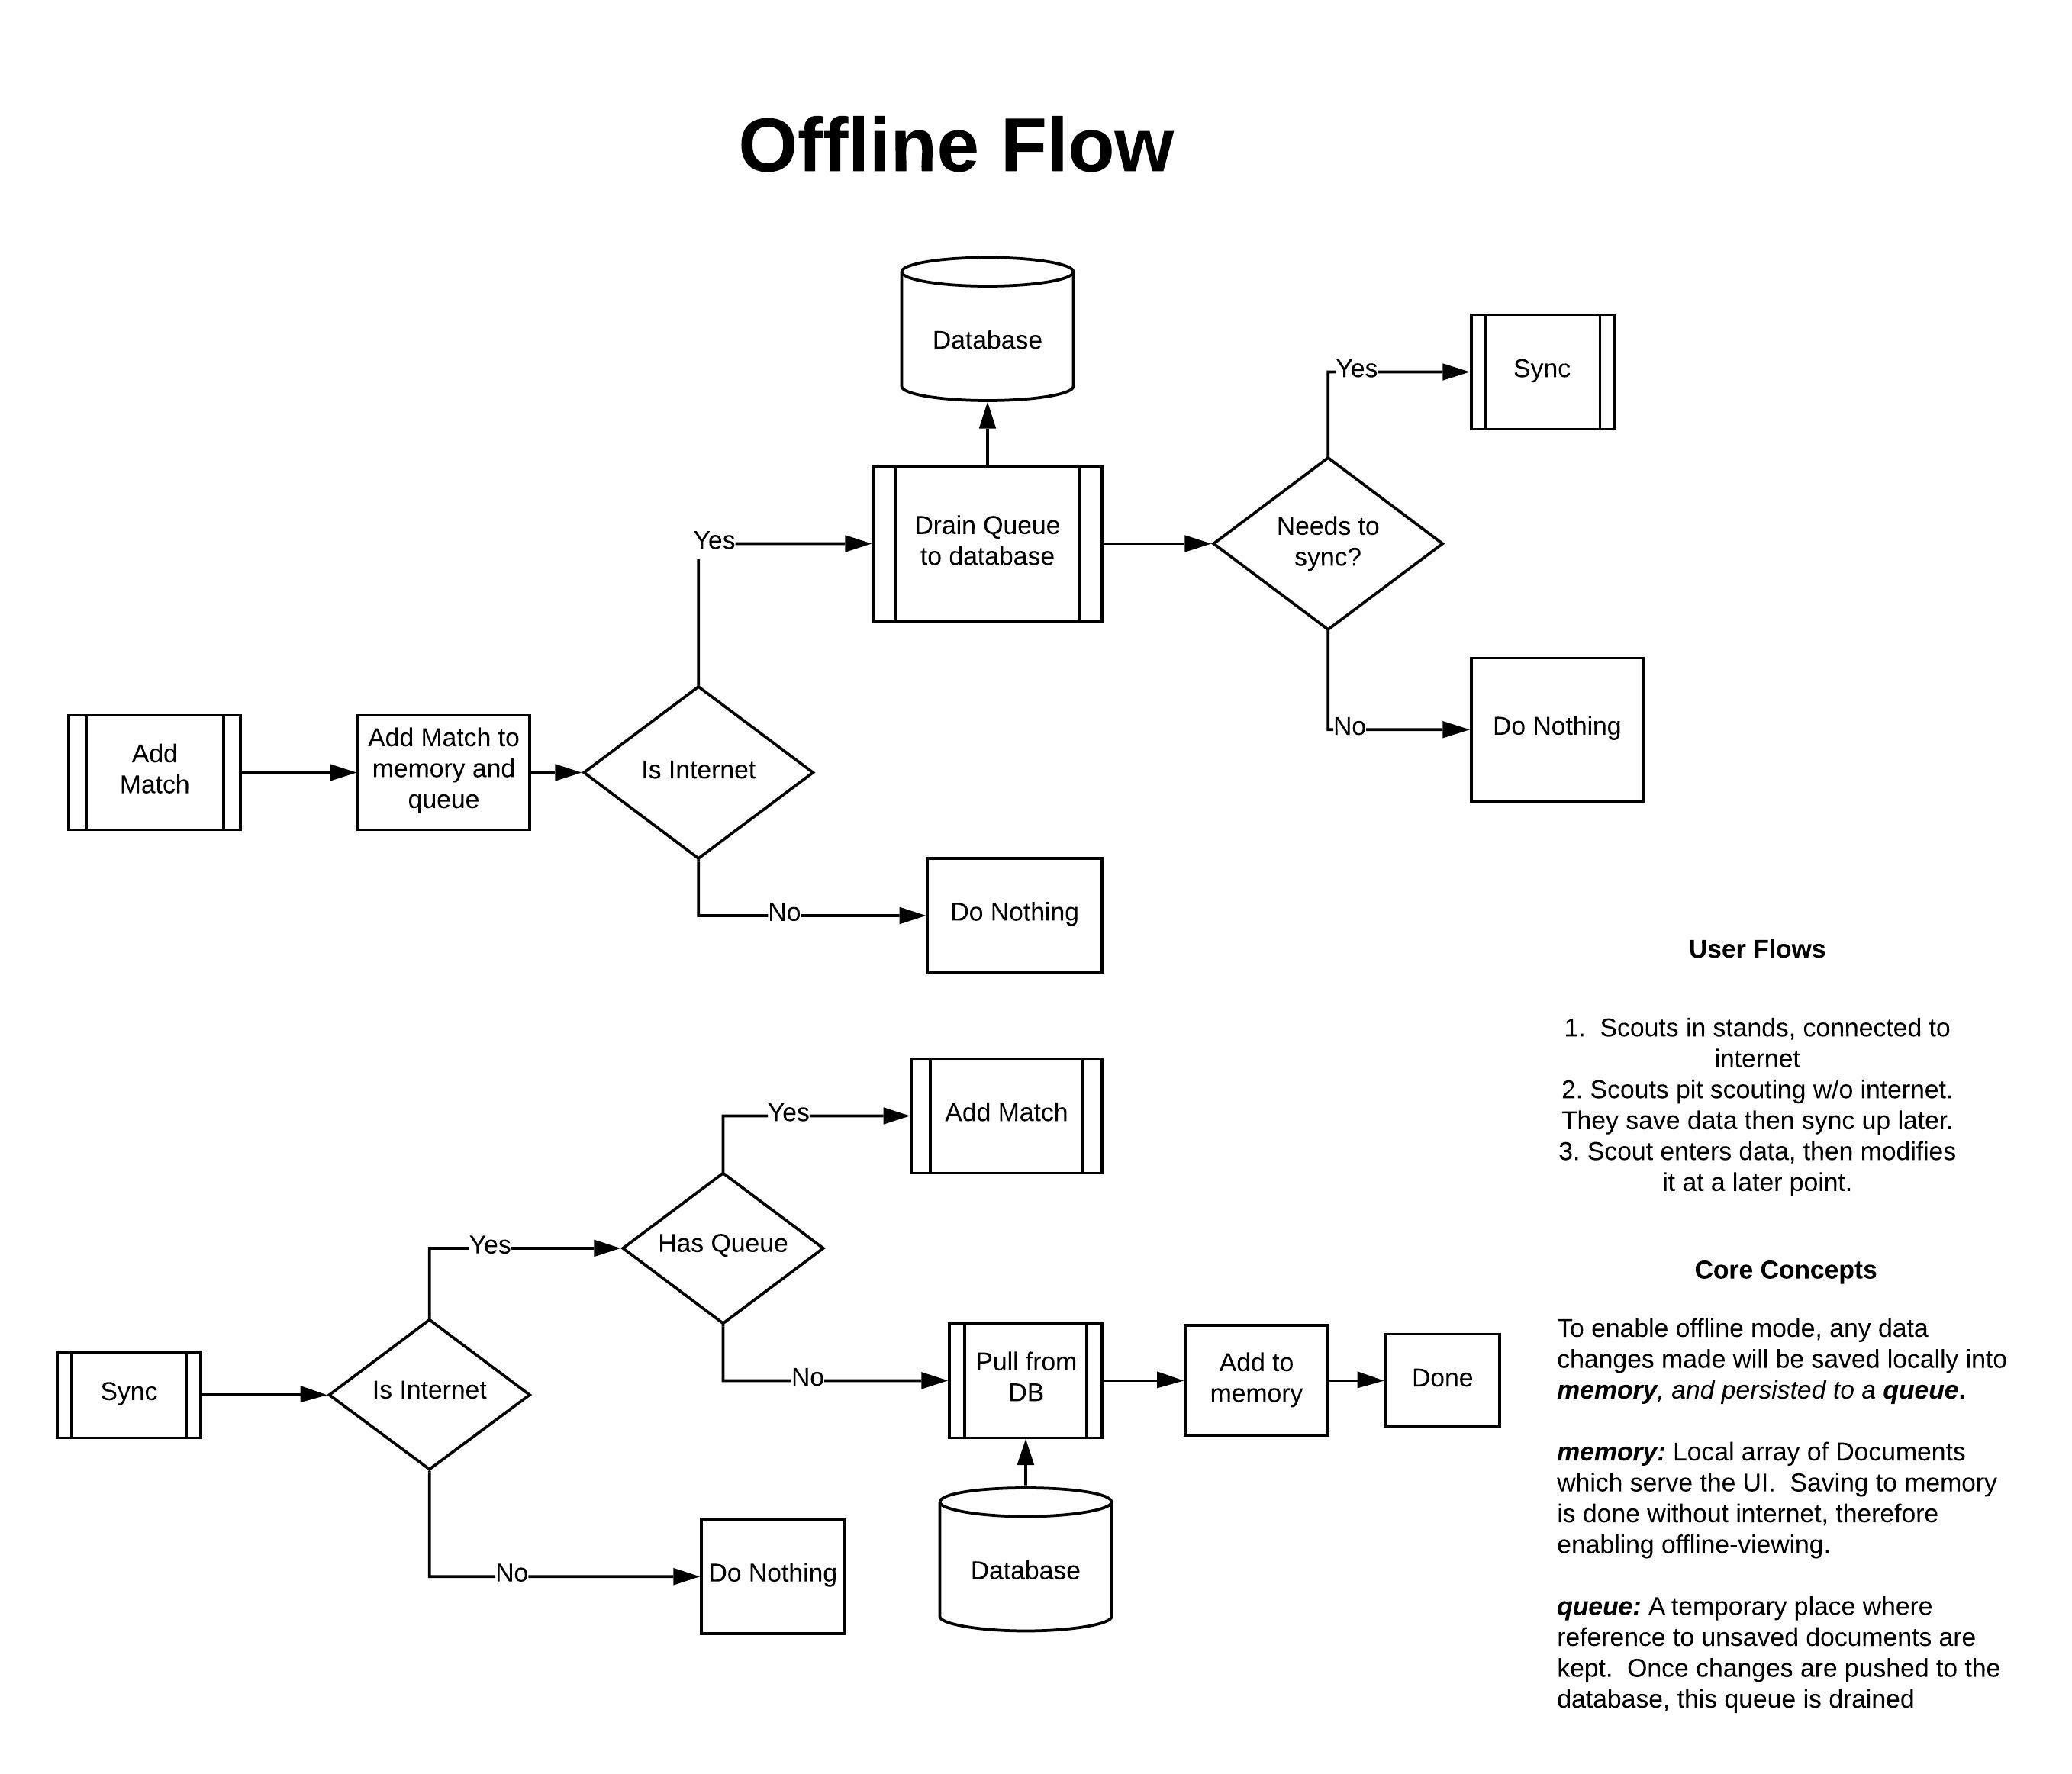 Offline Flow
Database
Yes
Sync
Yes
Drain Queue
to database
Needs to
sync?
Add
Match
Add Match to
memory and
queue
Is Internet
No
Do Nothing
No
Do Nothing
User Flows
1.  Scouts in stands, connected to
internet
2. Scouts pit scouting w/o internet.
They save data then sync up later.
3. Scout enters data, then modifies
it at a later point.
Yes
Add Match
Yes
Has Queue
Sync
Is Internet
No
Pull from
DB
Add to
memory
Done
No
Do Nothing
Database
Core Concepts
To enable offline mode, any data
changes made will be saved locally into
memory, and persisted to a queue.
memory: Local array of Documents
which serve the UI.  Saving to memory
is done without internet, therefore
enabling offline-viewing.
queue: A temporary place where
reference to unsaved documents are
kept.  Once changes are pushed to the
database, this queue is drained